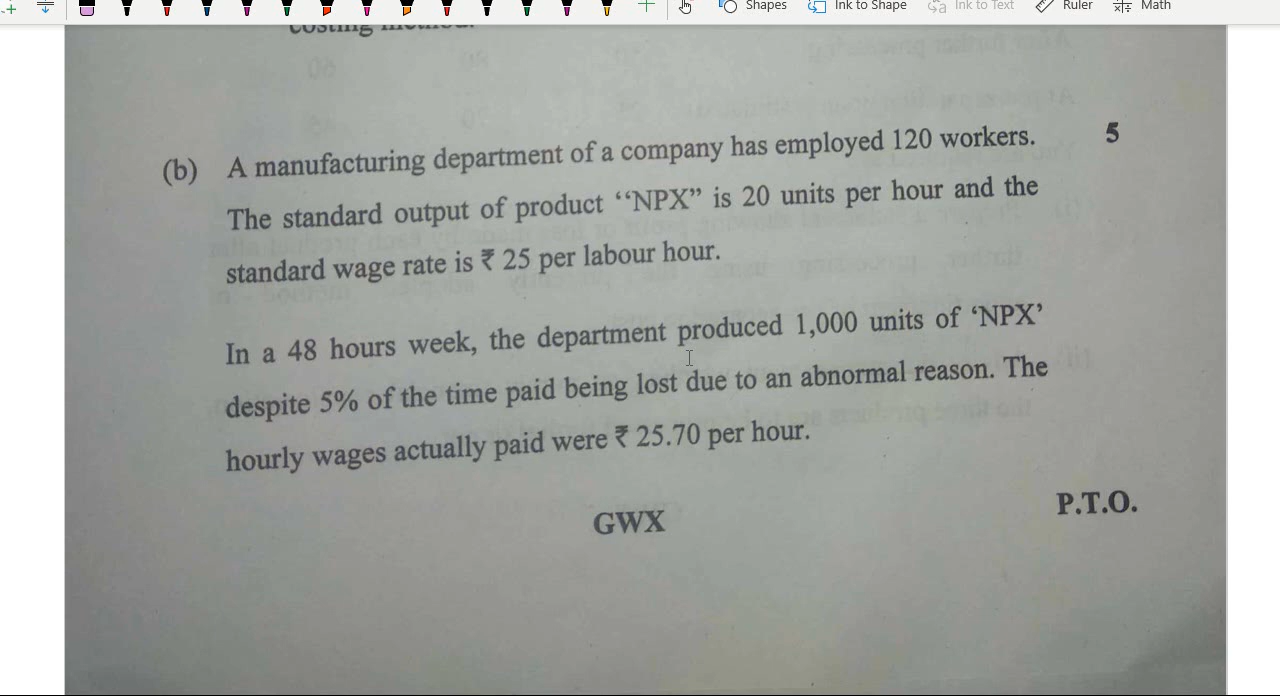 Shapes Ink to Shape Ink to Text Ruler Math
costing
(b) A manufacturing department of a company has employed 120 workers. 5
The standard output of product ‘‘NPX” is 20 units per hour and the
standard wage rate is ₹ 25 per labour hour.
In a 48 hours week, the department produced 1,000 units of ‘NPX’
despite 5% of the time paid being lost due to an abnormal reason. The
hourly wages actually paid were ₹ 25.70 per hour.
GWX
P.T.O.